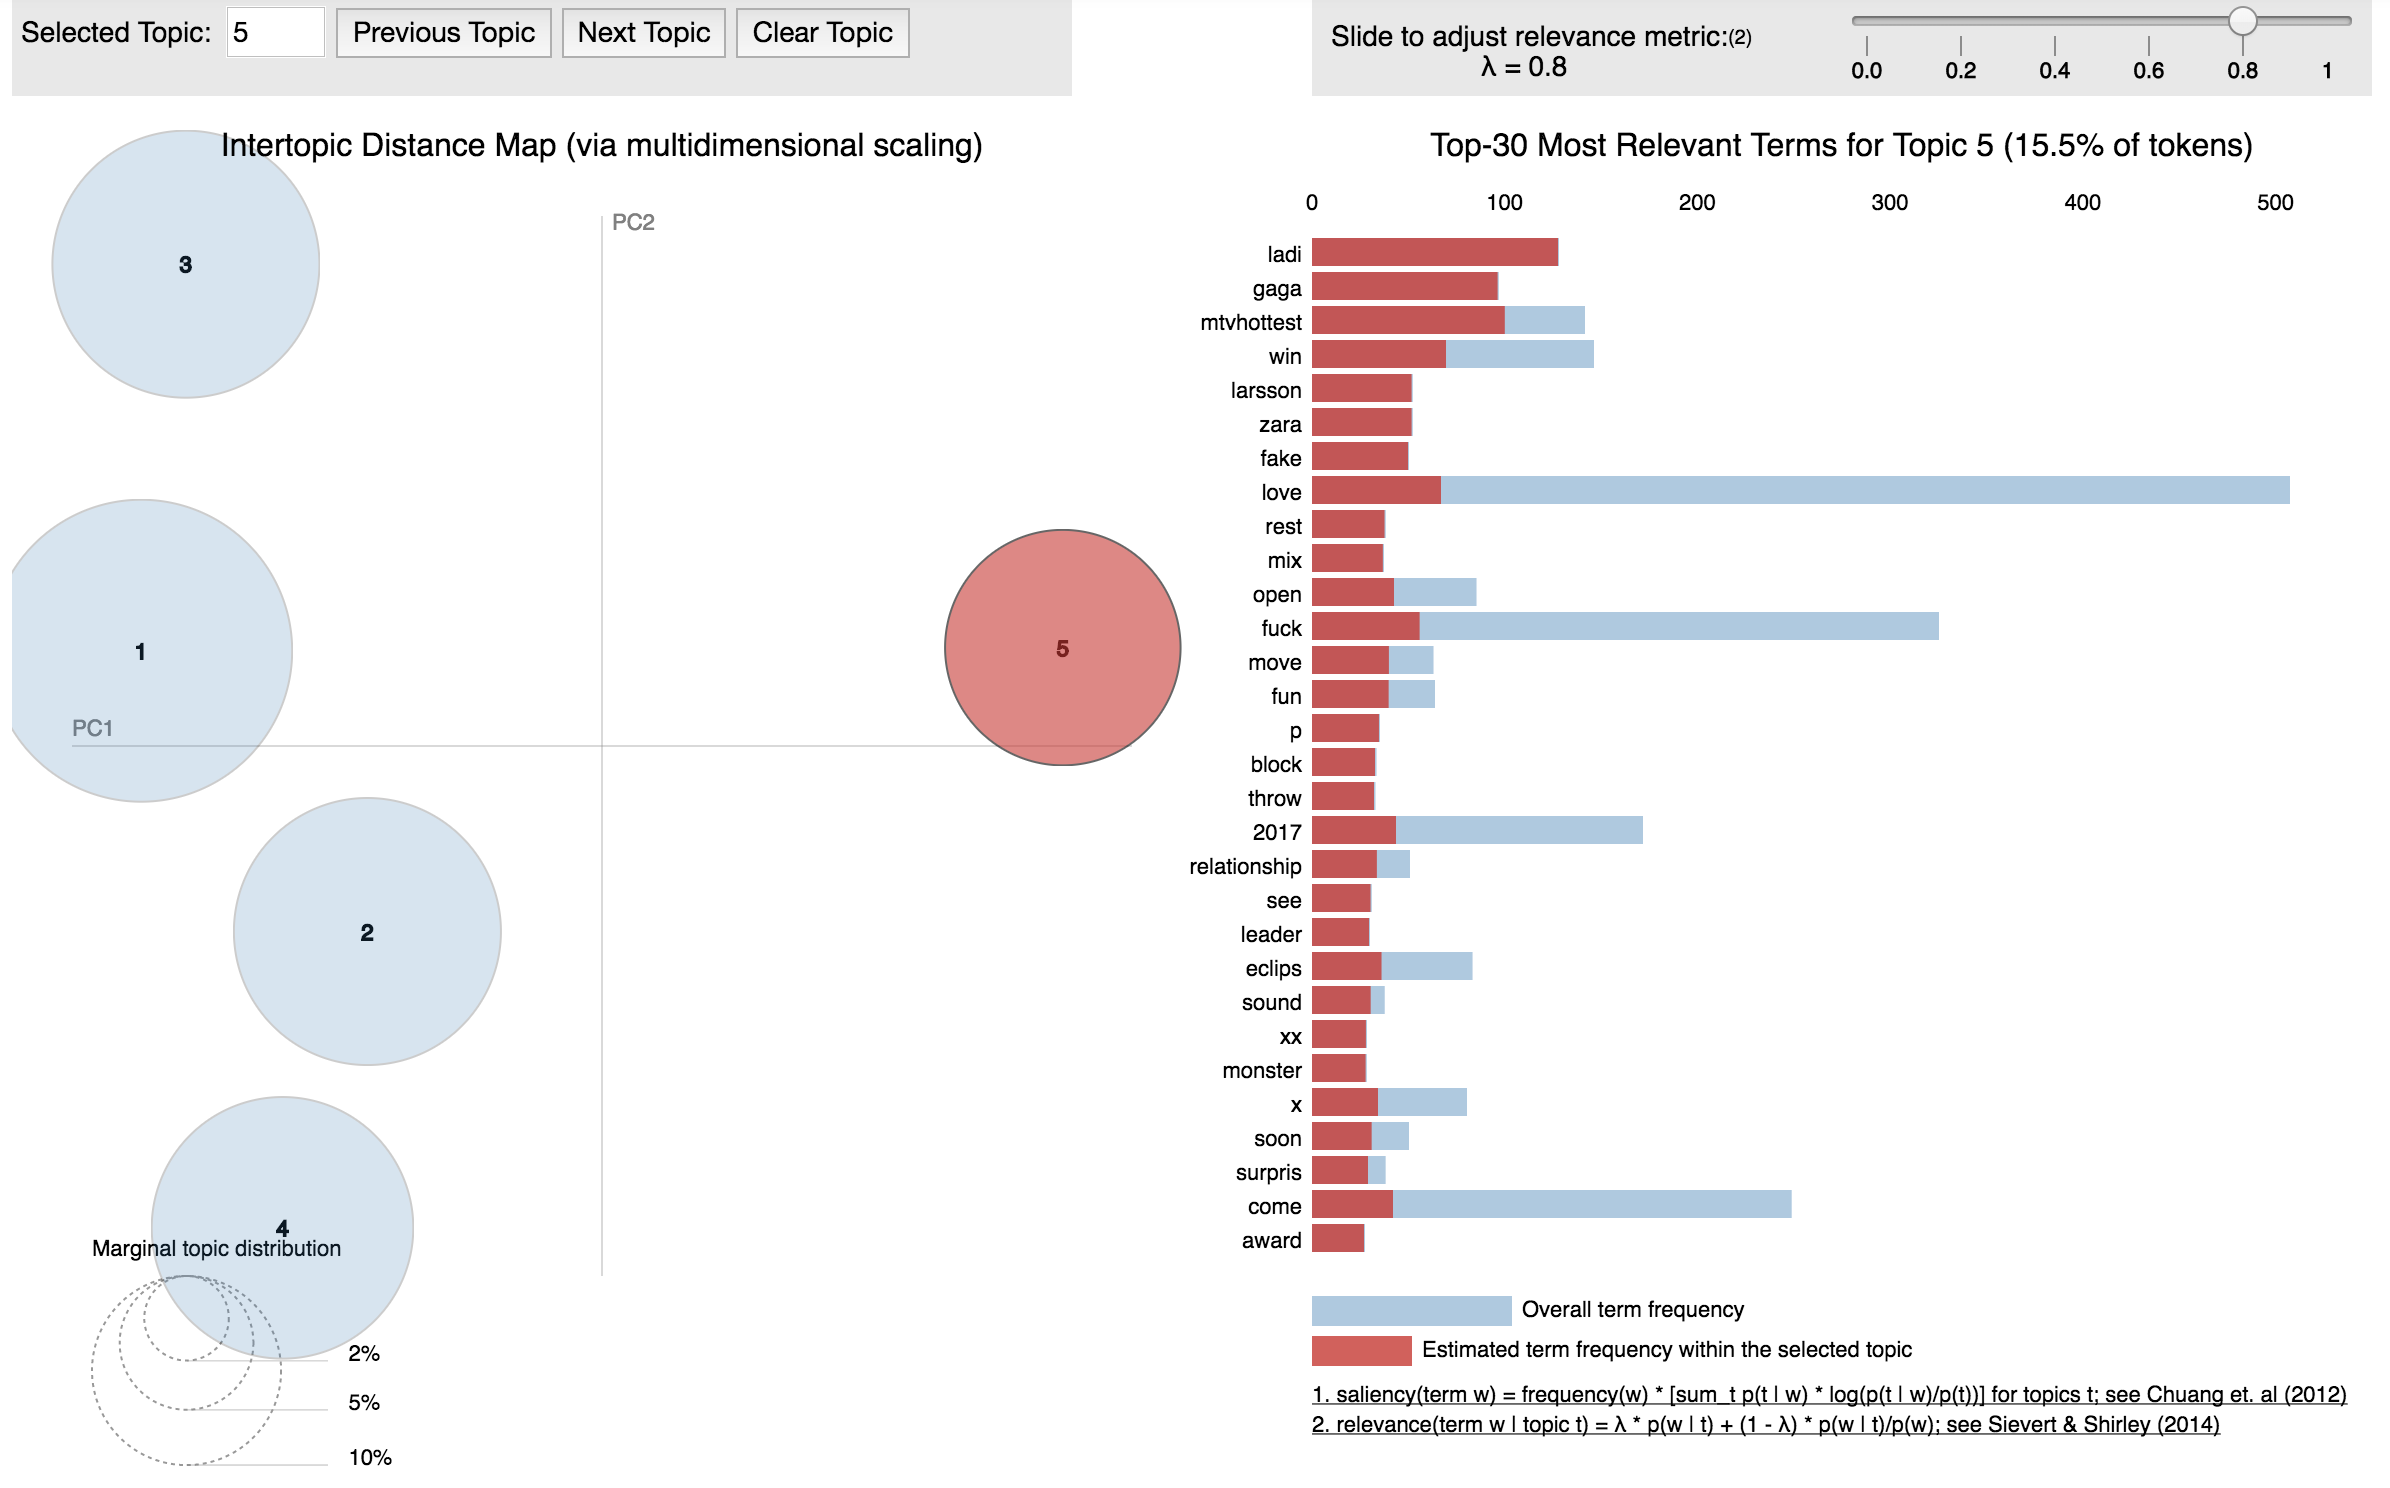 Selected Topic: 5 Previous Topic Next Topic Clear Topic
Slide to adjust relevance metric:(2)
λ = 0.8
0.0 0.2 0.4 0.6 0.8 1
Intertopic Distance Map (via multidimensional scaling)
PC2
3
1
PC1
5
2
4
Marginal topic distribution
2%
5%
10%
Top-30 Most Relevant Terms for Topic 5 (15.5% of tokens)
0 100 200 300 400 500
ladi
gaga
mtvhottest
win
larsson
zara
fake
love
rest
mix
open
fuck
move
fun
p
block
throw
2017
relationship
see
leader
eclips
sound
xx
monster
x
soon
surpris
come
award
Overall term frequency
Estimated term frequency within the selected topic
1. saliency(term w) = frequency(w) * [sum_t p(t | w) * log(p(t | w)/p(t))] for topics t; see Chuang et. al (2012)
2. relevance(term w | topic t) = λ * p(w | t) + (1 - λ) * p(w | t)/p(w); see Sievert & Shirley (2014)